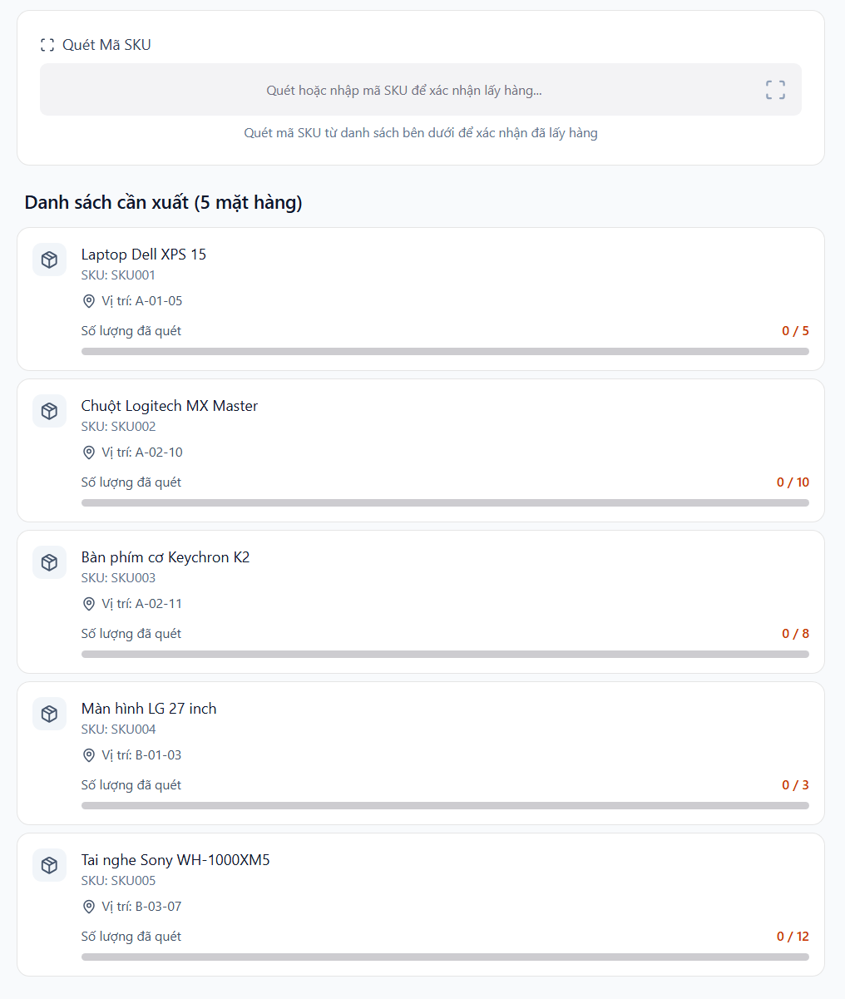 Quét Mã SKU
Quét hoặc nhập mã SKU để xác nhận lấy hàng...
Quét mã SKU từ danh sách bên dưới để xác nhận đã lấy hàng
Danh sách cần xuất (5 mặt hàng)
Laptop Dell XPS 15
SKU: SKU001
Vị trí: A-01-05
Số lượng đã quét 0 / 5
Chuột Logitech MX Master
SKU: SKU002
Vị trí: A-02-10
Số lượng đã quét 0 / 10
Bàn phím cơ Keychron K2
SKU: SKU003
Vị trí: A-02-11
Số lượng đã quét 0 / 8
Màn hình LG 27 inch
SKU: SKU004
Vị trí: B-01-03
Số lượng đã quét 0 / 3
Tai nghe Sony WH-1000XM5
SKU: SKU005
Vị trí: B-03-07
Số lượng đã quét 0 / 12